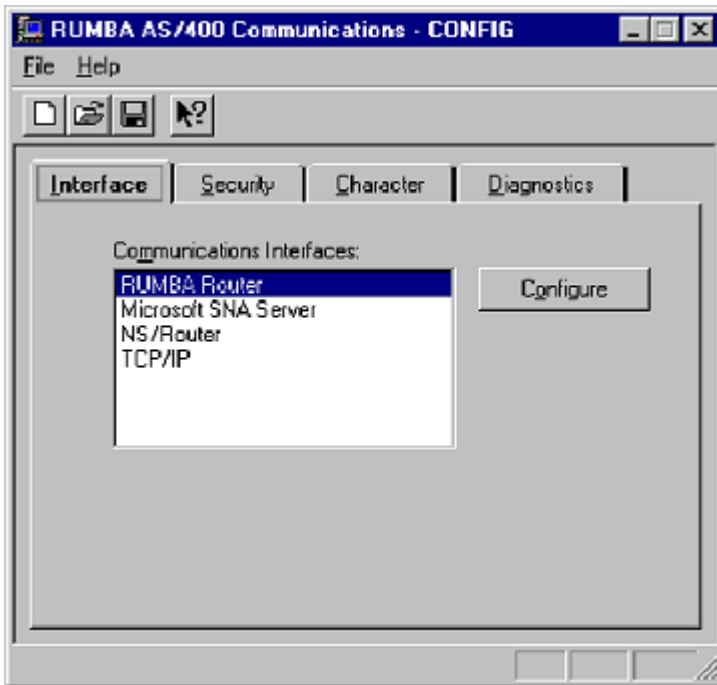 RUMBA AS/400 Communications - CONFIG
File Help
Interface Security Character Diagnostics
Communications Interfaces:
RUMBA Router
Configure
Microsoft SNA Server
NS/Router
TCP/IP